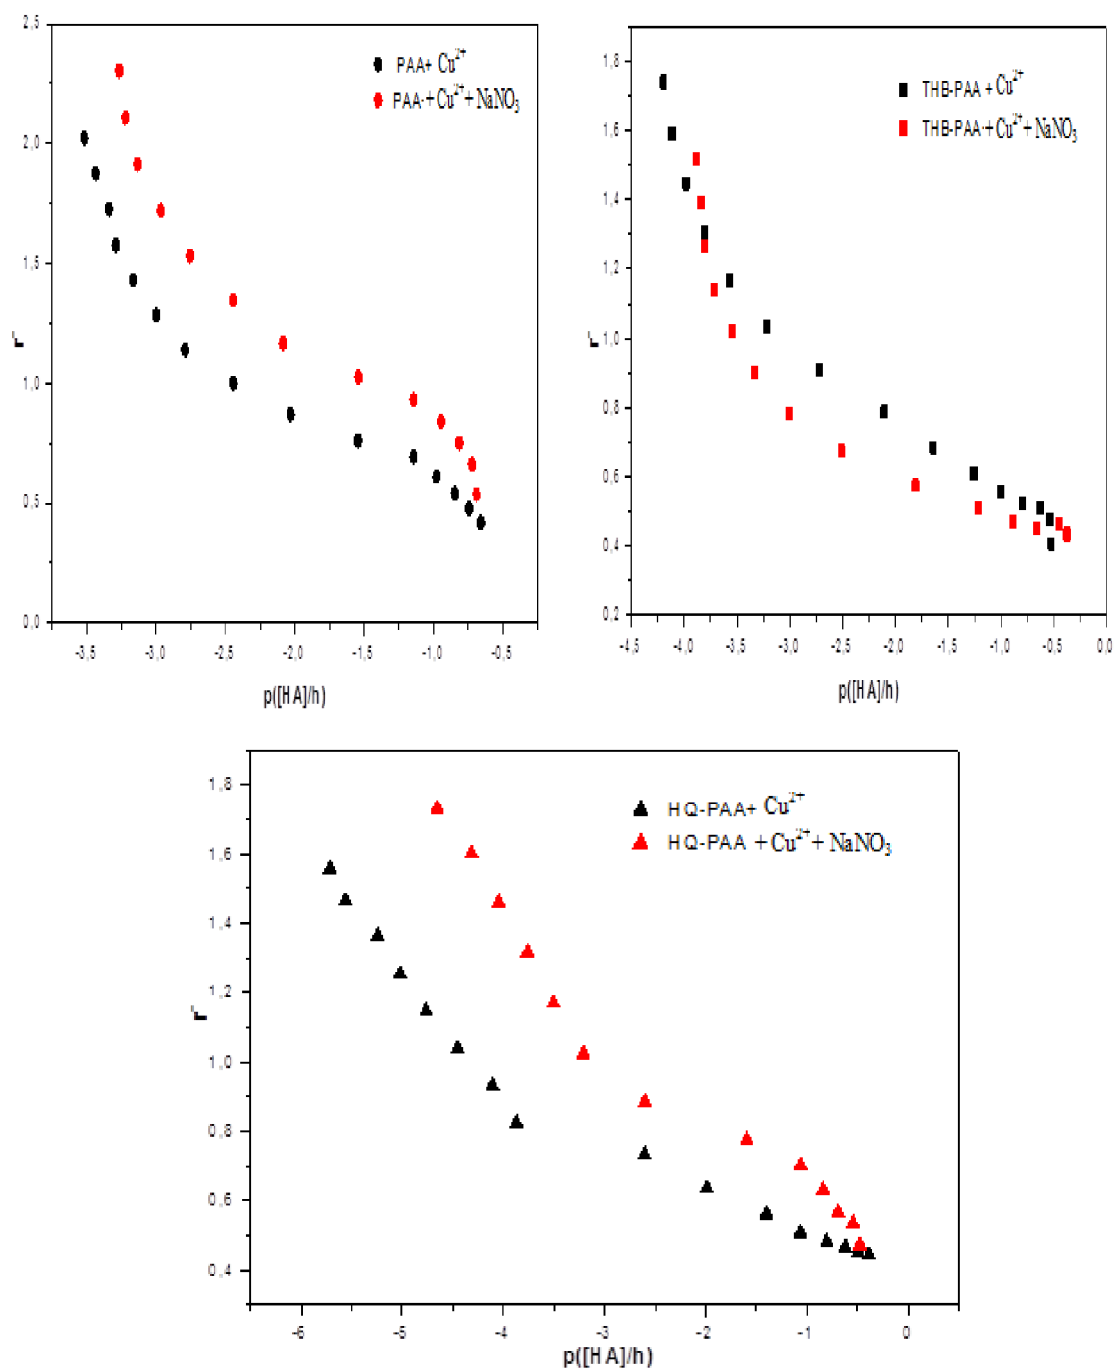 2,5
2,0
1,5
1,0
0,5
0,0
r'
PAA+ Cu²⁺
PAA·+Cu²⁺+NaNO₃
-3,5 -3,0 -2,5 -2,0 -1,5 -1,0 -0,5
p([HA]/h)
1,8
1,6
1,4
1,2
1,0
0,8
0,6
0,4
0,2
r'
THB-PAA +Cu²⁺
THB-PAA·+Cu²⁺+NaNO₃
-4,5 -4,0 -3,5 -3,0 -2,5 -2,0 -1,5 -1,0 -0,5 0,0
p([HA]/h)
1,8
1,6
1,4
1,2
1,0
0,8
0,6
0,4
r'
HQ-PAA+ Cu²⁺
HQ-PAA +Cu²⁺+NaNO₃
-6 -5 -4 -3 -2 -1 0
p([HA]/h)